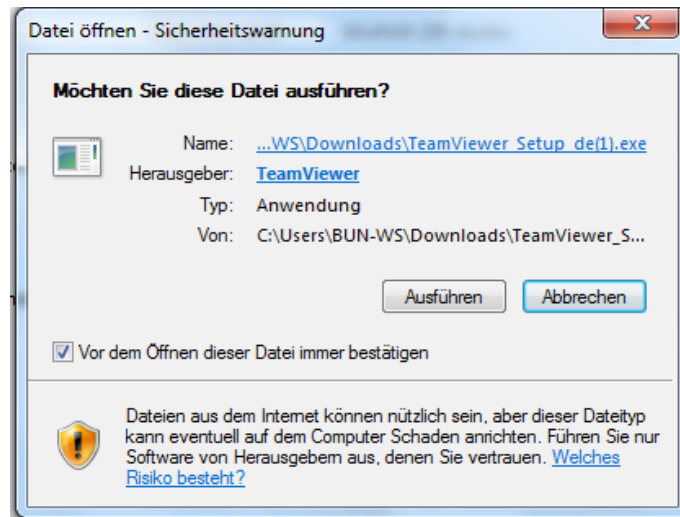 Datei öffnen - Sicherheitswarnung
Möchten Sie diese Datei ausführen?
Name: ...WS\Downloads\TeamViewer_Setup_de(1).exe
Herausgeber: TeamViewer
Typ: Anwendung
Von: C:\Users\BUN-WS\Downloads\TeamViewer_S...
Ausführen Abbrechen
Vor dem Öffnen dieser Datei immer bestätigen
Dateien aus dem Internet können nützlich sein, aber dieser Dateityp
kann eventuell auf dem Computer Schaden anrichten. Führen Sie nur
Software von Herausgebern aus, denen Sie vertrauen. Welches
Risiko besteht?